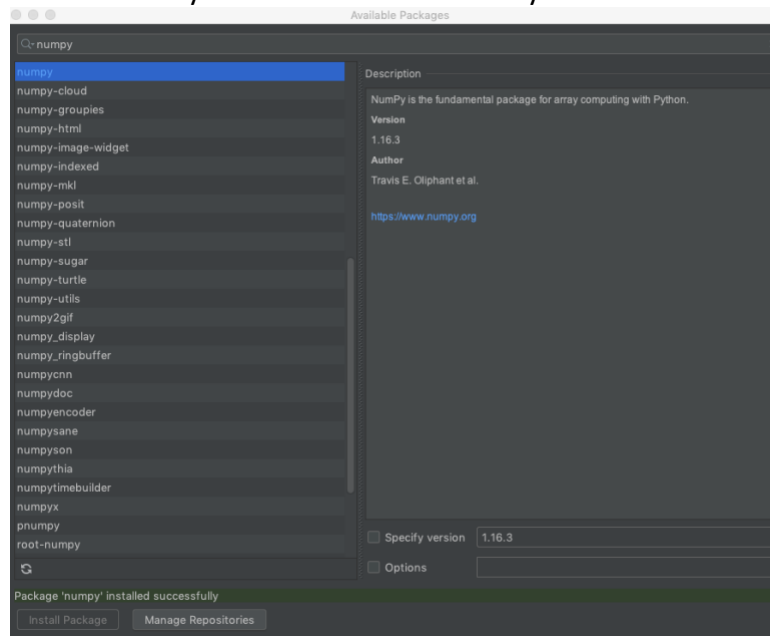 Available Packages
numpy
numpy
numpy-cloud
numpy-groupies
numpy-html
numpy-image-widget
numpy-indexed
numpy-mkl
numpy-posit
numpy-quaternion
numpy-stl
numpy-sugar
numpy-turtle
numpy-utils
numpy2gif
numpy_display
numpy_ringbuffer
numpycnn
numpydoc
numpyencoder
numpysane
numpyson
numpythia
numpytimebuilder
numpyx
pnumpy
root-numpy
Description
NumPy is the fundamental package for array computing with Python.
Version
1.16.3
Author
Travis E. Oliphant et al.
https://www.numpy.org
Specify version 1.16.3
Options
Package 'numpy' installed successfully
Install Package Manage Repositories